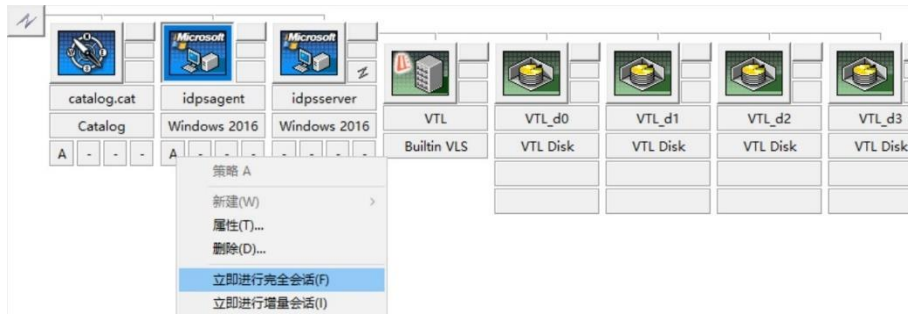 Microsoft
Microsoft
catalog.cat
idpsagent
idpsserver
Catalog
Windows 2016
Windows 2016
A - - -
A - - -
- - - -
VTL
VTL_d0
VTL_d1
VTL_d2
VTL_d3
Builtin VLS
VTL Disk
VTL Disk
VTL Disk
VTL Disk
策略 A
新建(W)
属性(T)...
删除(D)...
立即进行完全会话(F)
立即进行增量会话(I)